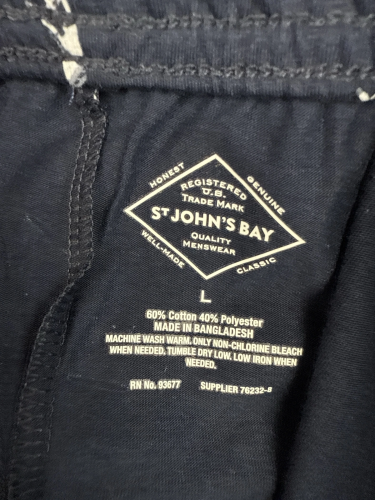 HONEST
GENUINE
REGISTERED
U.S.
TRADE MARK
ST JOHN'S BAY
QUALITY
MENSWEAR
WELL-MADE
CLASSIC
L
60% Cotton 40% Polyester
MADE IN BANGLADESH
MACHINE WASH WARM. ONLY NON-CHLORINE BLEACH
WHEN NEEDED. TUMBLE DRY LOW. LOW IRON WHEN
NEEDED.
RN No. 93677 SUPPLIER 76232-8